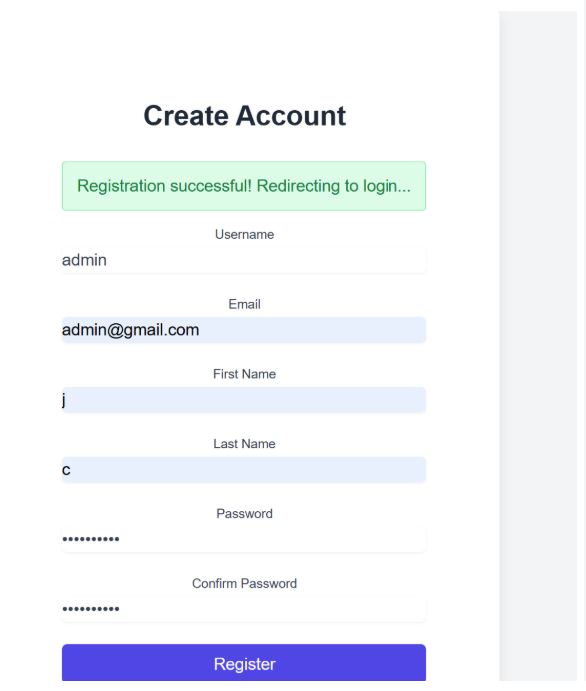 Create Account
Registration successful! Redirecting to login...
Username
admin
Email
admin@gmail.com
First Name
j
Last Name
c
Password
••••••••••
Confirm Password
••••••••••
Register